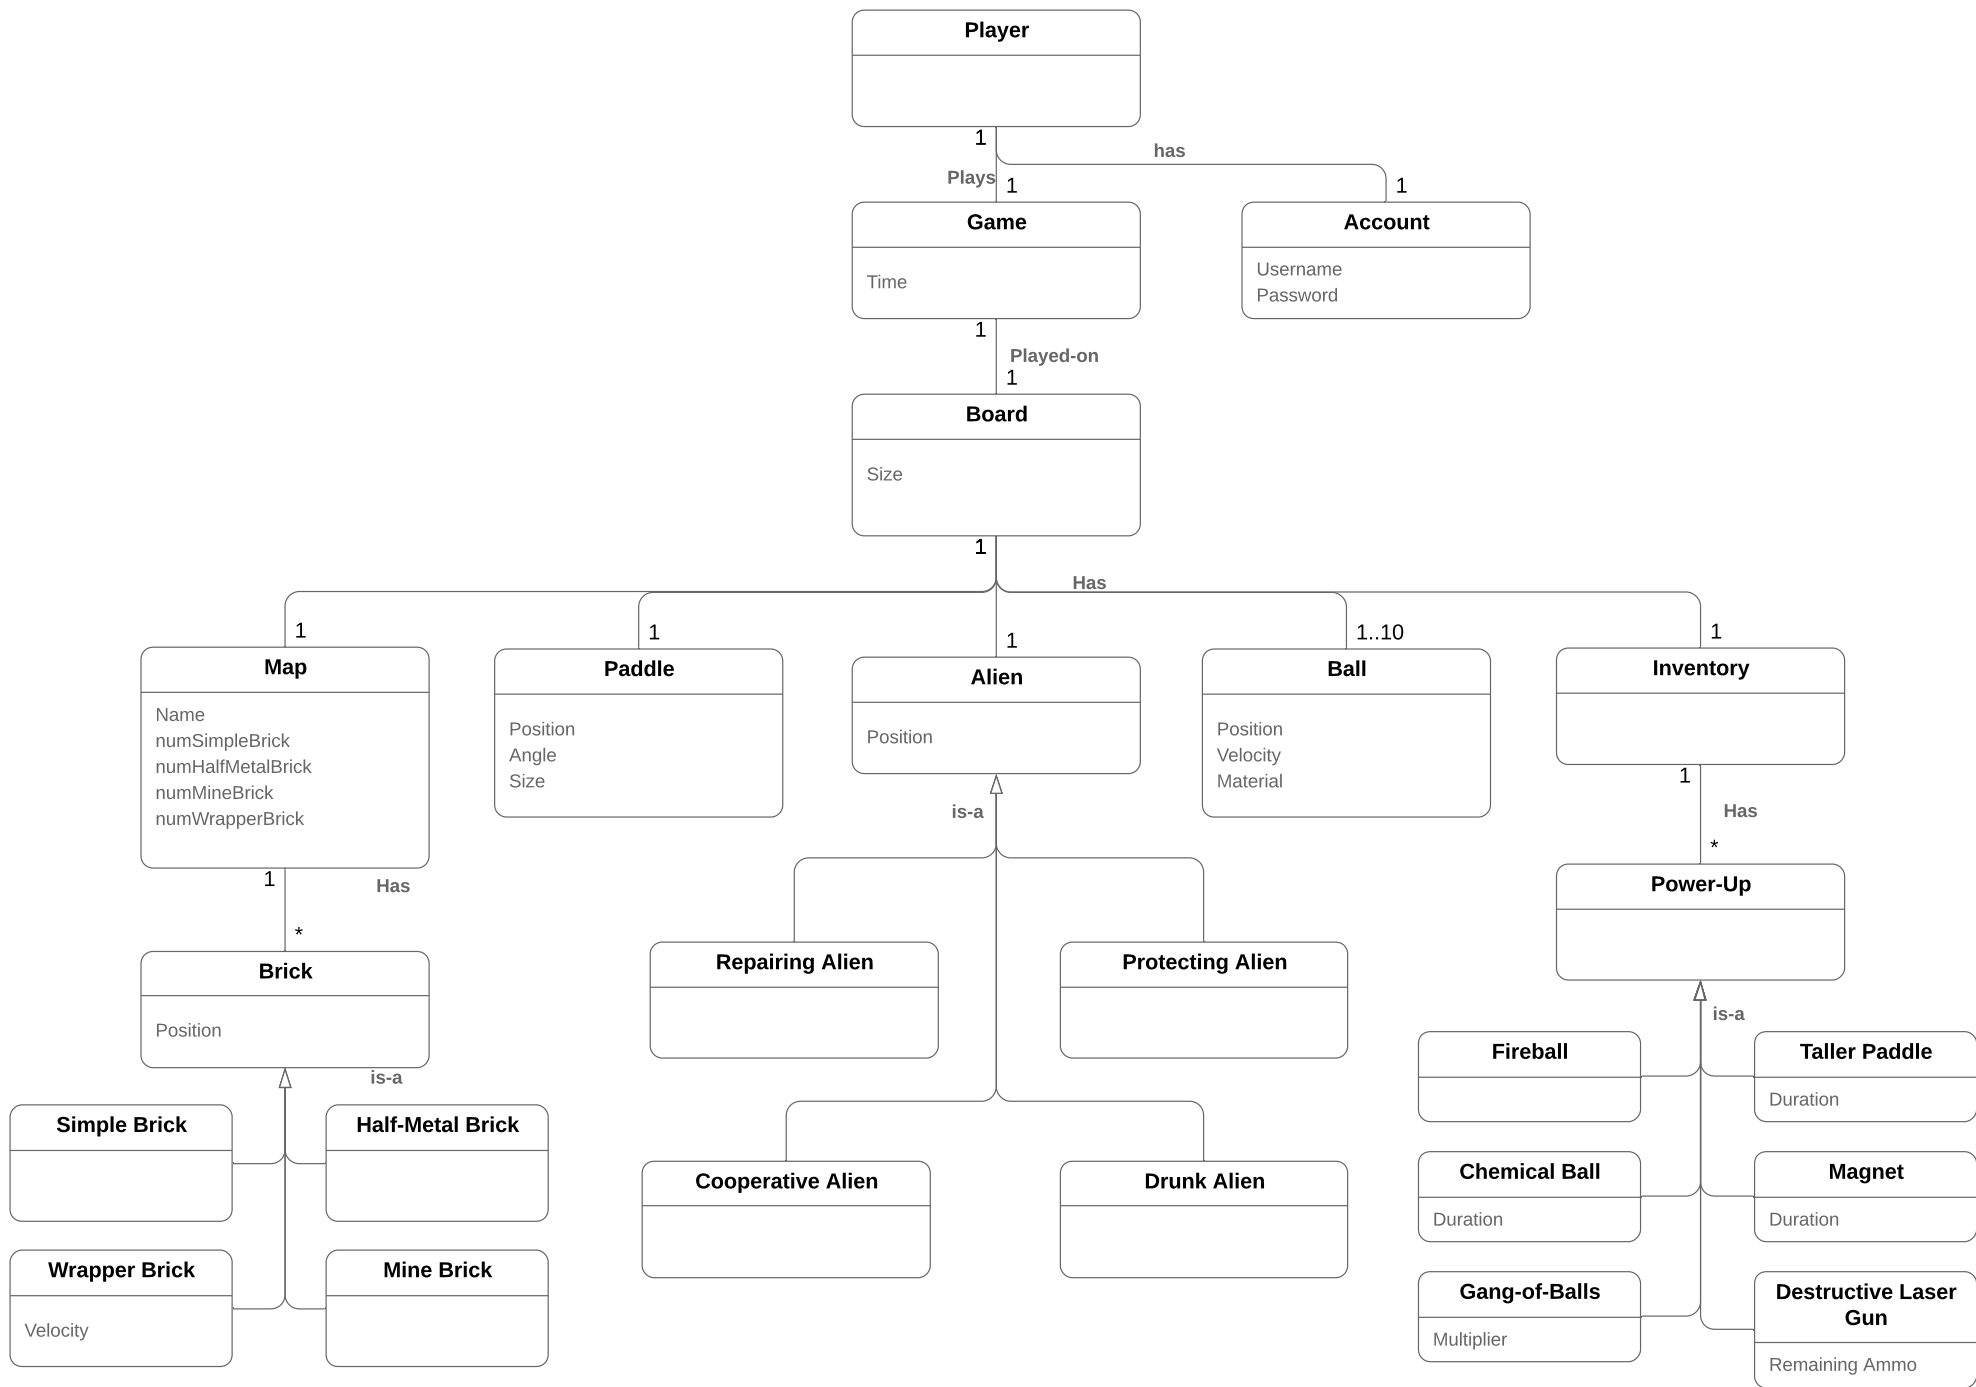 Player
1
has
Plays
1
1
Game
Account
Time
Username
Password
1
Played-on
1
Board
Size
1
Has
1
1
1
1..10
1
Map
Name
numSimpleBrick
numHalfMetalBrick
numMineBrick
numWrapperBrick
Paddle
Position
Angle
Size
Alien
Position
Ball
Position
Velocity
Material
Inventory
1
Has
*
Power-Up
is-a
1
Has
*
Brick
Position
is-a
Repairing Alien
Protecting Alien
Cooperative Alien
Drunk Alien
Simple Brick
Half-Metal Brick
Wrapper Brick
Velocity
Mine Brick
is-a
Fireball
Taller Paddle
Duration
Chemical Ball
Duration
Magnet
Duration
Gang-of-Balls
Multiplier
Destructive Laser
Gun
Remaining Ammo